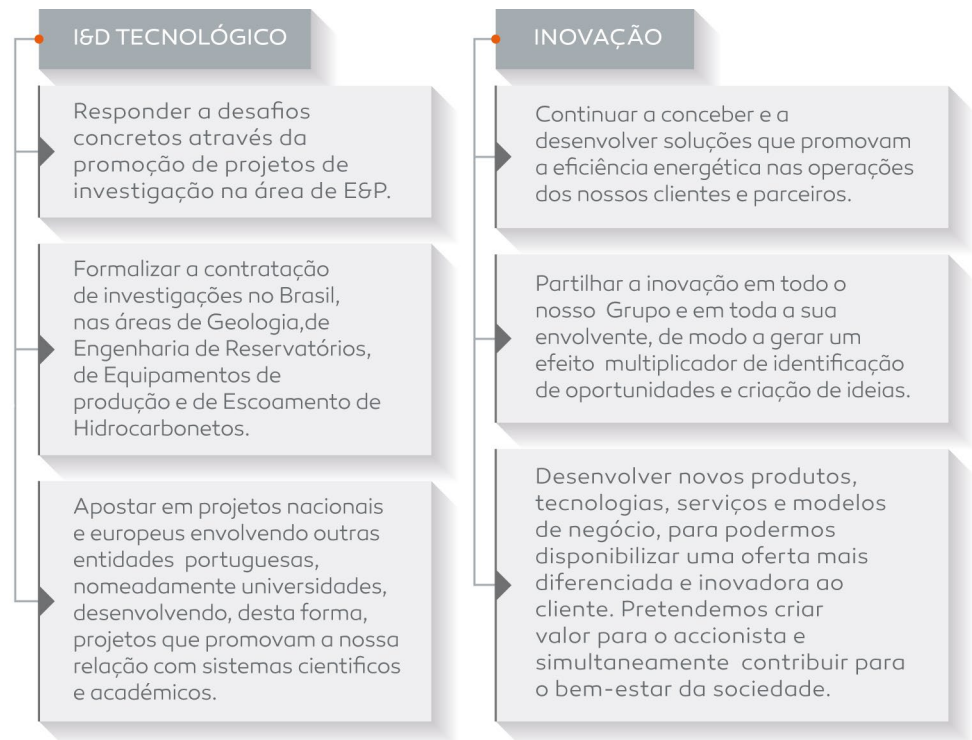 I&D TECNOLÓGICO
Responder a desafios
concretos através da
promoção de projetos de
investigação na área de E&P.
Formalizar a contratação
de investigações no Brasil,
nas áreas de Geologia,de
Engenharia de Reservatórios,
de Equipamentos de
produção e de Escoamento de
Hidrocarbonetos.
Apostar em projetos nacionais
e europeus envolvendo outras
entidades portuguesas,
nomeadamente universidades,
desenvolvendo, desta forma,
projetos que promovam a nossa
relação com sistemas cientificos
e académicos.
INOVAÇÃO
Continuar a conceber e a
desenvolver soluções que promovam
a eficiência energética nas operações
dos nossos clientes e parceiros.
Partilhar a inovação em todo o
nosso Grupo e em toda a sua
envolvente, de modo a gerar um
efeito multiplicador de identificação
de oportunidades e criação de ideias.
Desenvolver novos produtos,
tecnologias, serviços e modelos
de negócio, para podermos
disponibilizar uma oferta mais
diferenciada e inovadora ao
cliente. Pretendemos criar
valor para o accionista e
simultaneamente contribuir para
o bem-estar da sociedade.